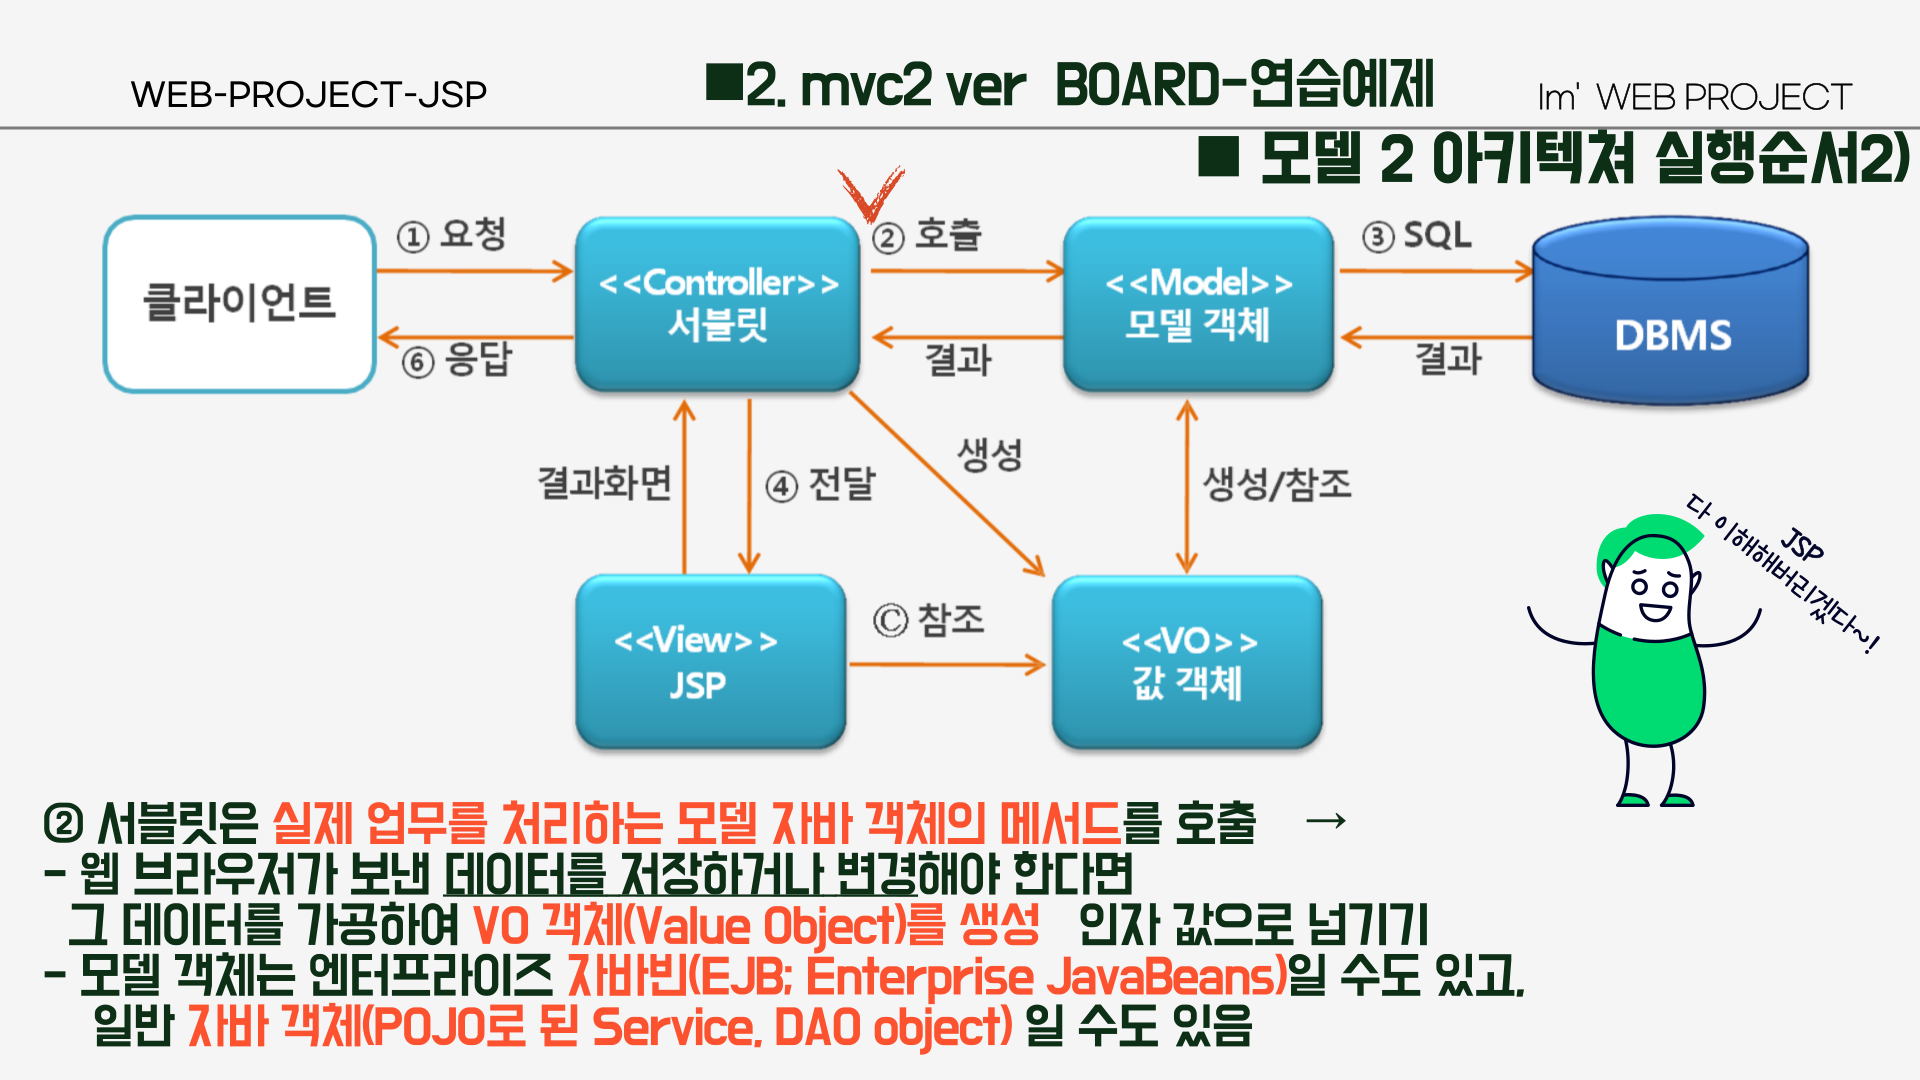 WEB-PROJECT-JSP
■2. mvc2 ver BOARD-연습예제
Im' WEB PROJECT
■ 모델 2 아키텍쳐 실행순서2)
① 요청
② 호출
③ SQL
클라이언트
<<Controller>>
서블릿
<<Model>>
모델 객체
DBMS
⑥ 응답
결과
결과
결과화면
④ 전달
생성
생성/참조
<<View>>
JSP
Ⓒ 참조
<<VO>>
값 객체
JSP
다 이해해버리겠다~!
② 서블릿은 실제 업무를 처리하는 모델 자바 객체의 메서드를 호출 →
- 웹 브라우저가 보낸 데이터를 저장하거나 변경해야 한다면
그 데이터를 가공하여 VO 객체(Value Object)를 생성 인자 값으로 넘기기
- 모델 객체는 엔터프라이즈 자바빈(EJB; Enterprise JavaBeans)일 수도 있고,
일반 자바 객체(POJO로 된 Service, DAO object) 일 수도 있음